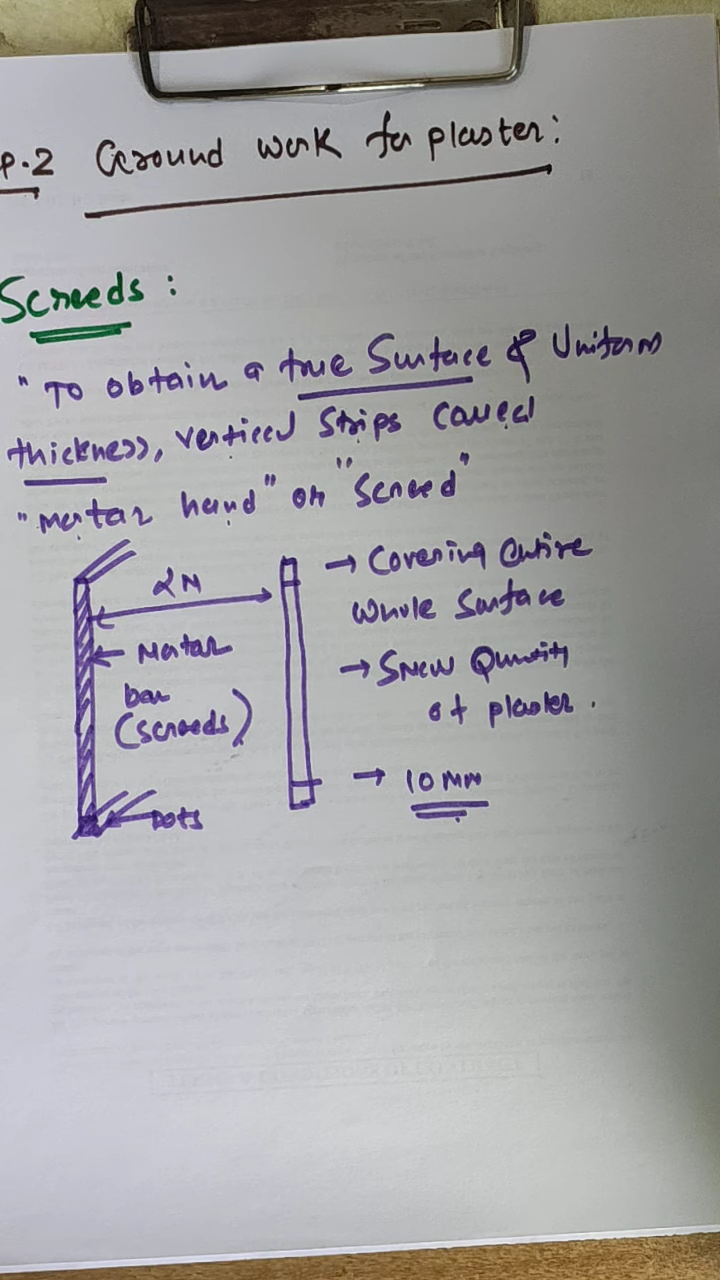 p.2 Ground work for plaster:
Screeds:
"To obtain a true Surface & Uniform
thickness, vertical Strips called
"mortar band" or "Screed"
2M
Mortar
bar
(screeds)
Dots
→ Covering Entire
whole Surface
→ Quantity
of plaster.
→ 10 MM